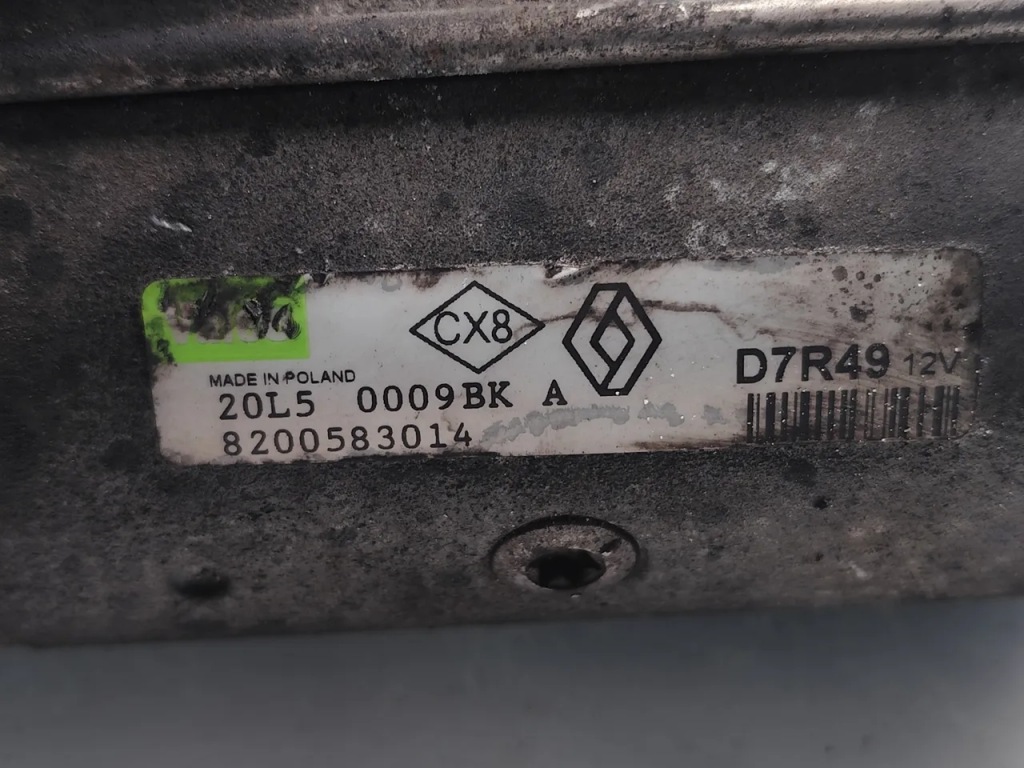 CX8
D7R49 12V
MADE IN POLAND
20L5 0009BK A
8200583014